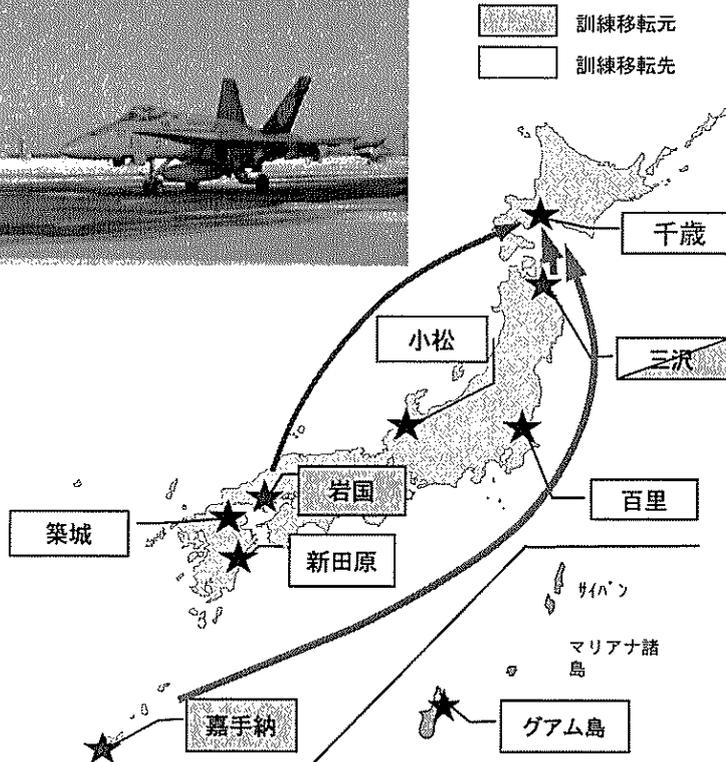 訓練移転元
訓練移転先
千歳
小松
三沢
岩国
百里
築城
新田原
サイパン
マリアナ諸
島
嘉手納
グアム島